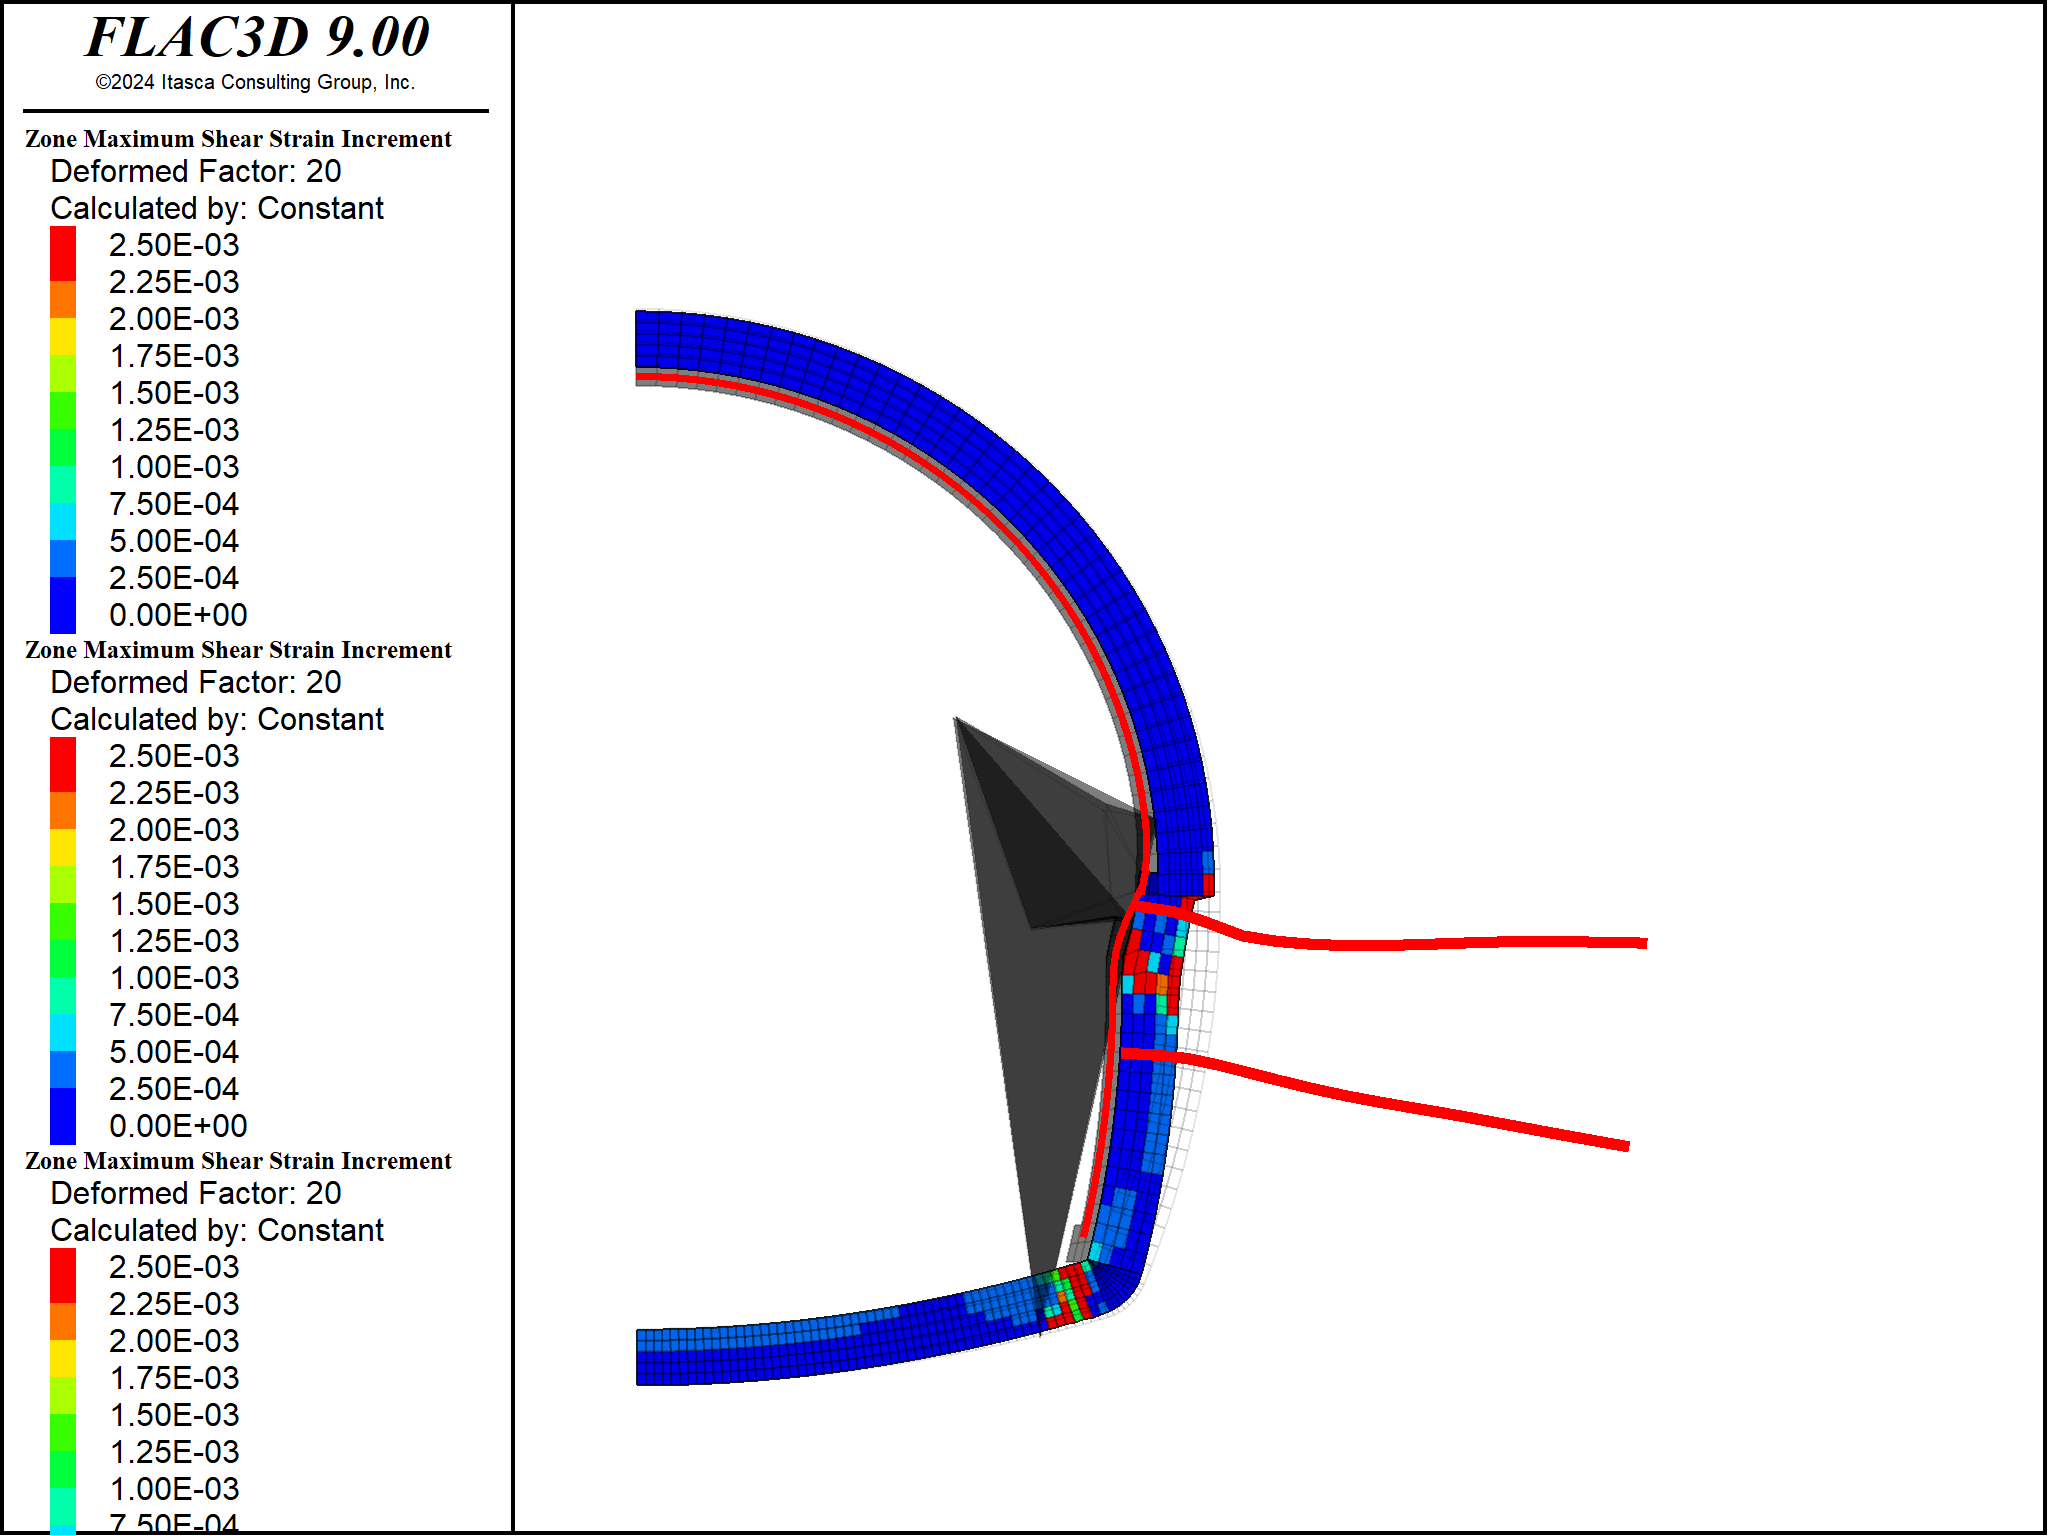 FLAC3D 9.00
©2024 Itasca Consulting Group, Inc.
Zone Maximum Shear Strain Increment
Deformed Factor: 20
Calculated by: Constant
2.50E-03
2.25E-03
2.00E-03
1.75E-03
1.50E-03
1.25E-03
1.00E-03
7.50E-04
5.00E-04
2.50E-04
0.00E+00
Zone Maximum Shear Strain Increment
Deformed Factor: 20
Calculated by: Constant
2.50E-03
2.25E-03
2.00E-03
1.75E-03
1.50E-03
1.25E-03
1.00E-03
7.50E-04
5.00E-04
2.50E-04
0.00E+00
Zone Maximum Shear Strain Increment
Deformed Factor: 20
Calculated by: Constant
2.50E-03
2.25E-03
2.00E-03
1.75E-03
1.50E-03
1.25E-03
1.00E-03
7.50E-04